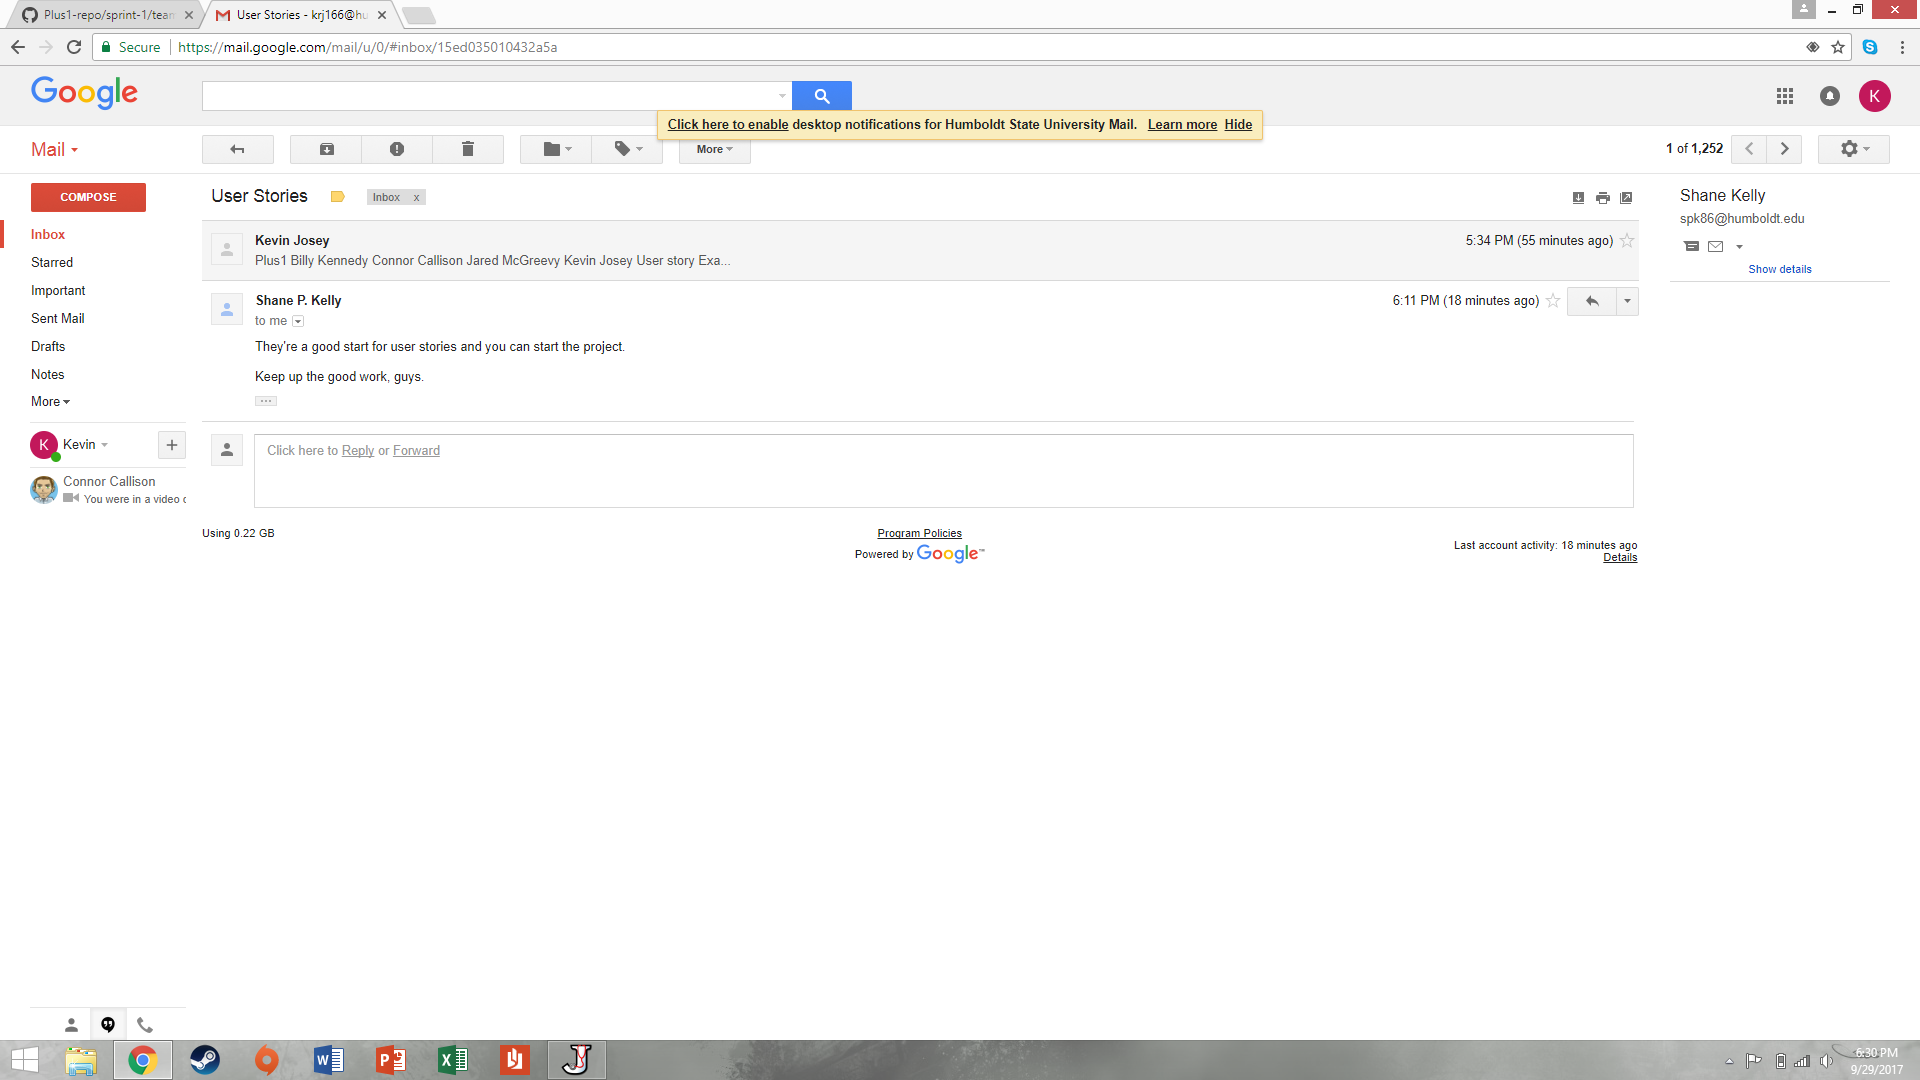 Plus1-repo/sprint-1/team
User Stories - krj166@hu
Secure
https://mail.google.com/mail/u/0/#inbox/15ed035010432a5a
Google
K
Click here to enable desktop notifications for Humboldt State University Mail. Learn more Hide
Mail
More
1 of 1,252
COMPOSE
Inbox
Starred
Important
Sent Mail
Drafts
Notes
More
K Kevin
Connor Callison
You were in a video c
User Stories
Inbox x
Kevin Josey
5:34 PM (55 minutes ago)
Plus1 Billy Kennedy Connor Callison Jared McGreevy Kevin Josey User story Exa...
Shane P. Kelly
6:11 PM (18 minutes ago)
to me
They're a good start for user stories and you can start the project.
Keep up the good work, guys.
Click here to Reply or Forward
Using 0.22 GB
Program Policies
Powered by Google™
Last account activity: 18 minutes ago
Details
Shane Kelly
spk86@humboldt.edu
Show details
6:30 PM
9/29/2017